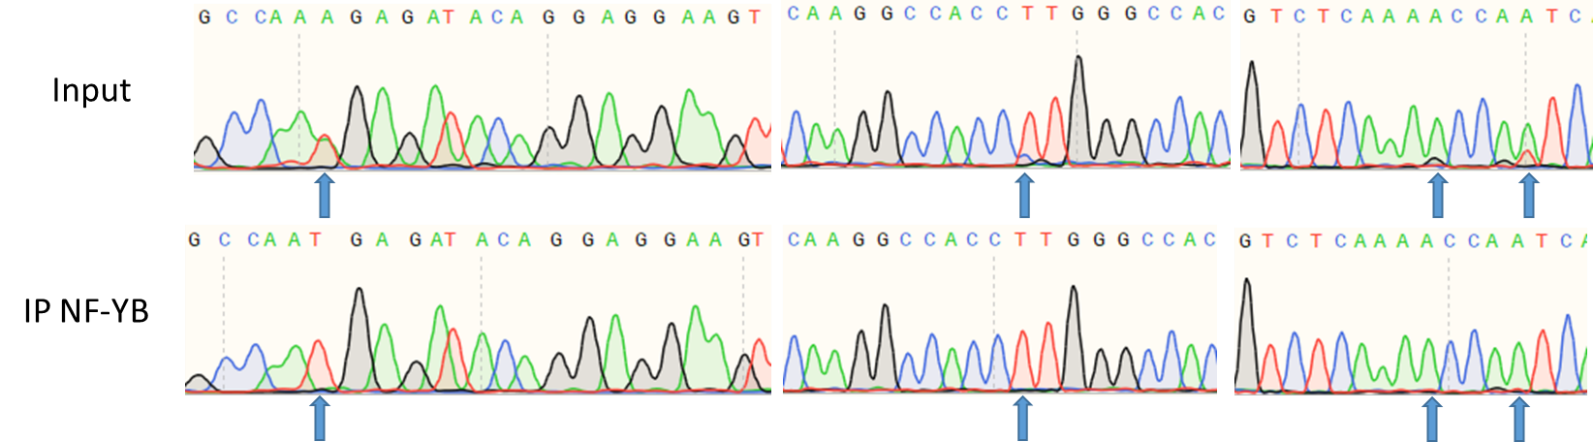 G C C A A A G A G A T A C A G G A G G A A G T
C A A G G C C A C C T T G G G C C A C
G T C T C A A A A C C A A T C
Input
G C C A A T G A G A T A C A G G A G G A A G T
C A A G G C C A C C T T G G G C C A C
G T C T C A A A A C C A A T C A
IP NF-YB